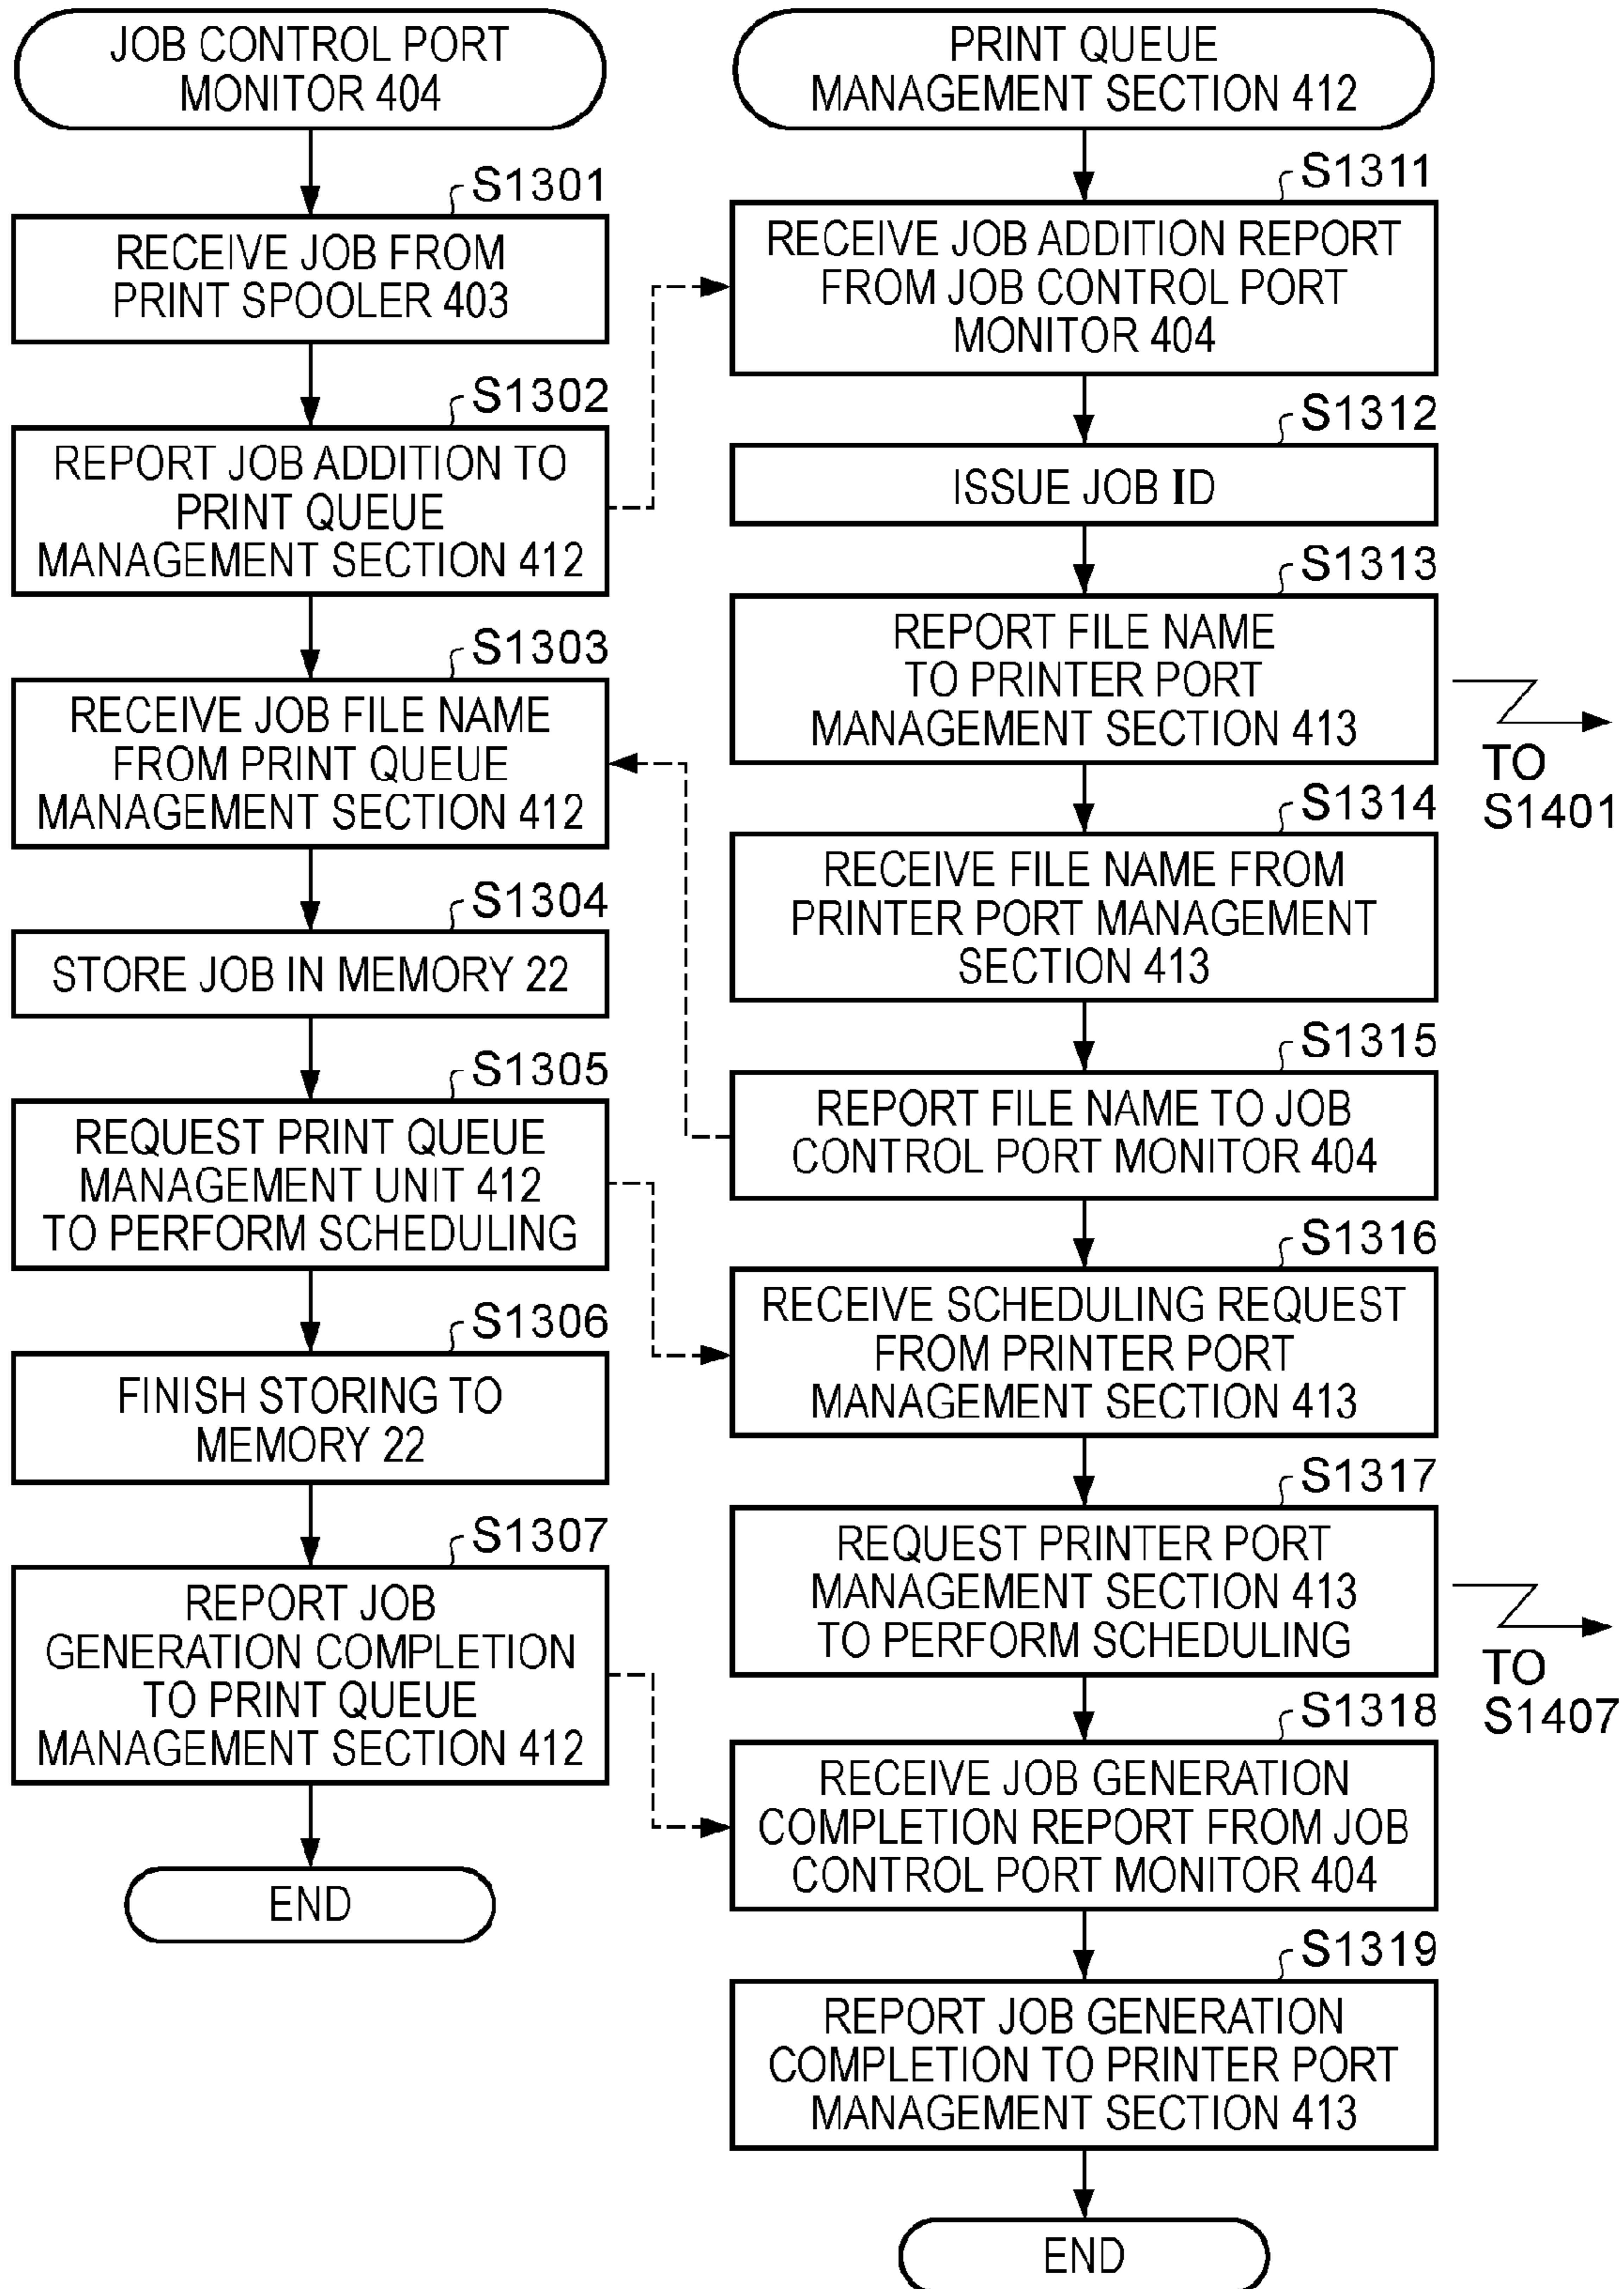 JOB CONTROL PORT
MONITOR 404
S1301
RECEIVE JOB FROM
PRINT SPOOLER 403
S1302
REPORT JOB ADDITION TO
PRINT QUEUE
MANAGEMENT SECTION 412
S1303
RECEIVE JOB FILE NAME
FROM PRINT QUEUE
MANAGEMENT SECTION 412
S1304
STORE JOB IN MEMORY 22
S1305
REQUEST PRINT QUEUE
MANAGEMENT UNIT 412
TO PERFORM SCHEDULING
S1306
FINISH STORING TO
MEMORY 22
S1307
REPORT JOB
GENERATION COMPLETION
TO PRINT QUEUE
MANAGEMENT SECTION 412
END
PRINT QUEUE
MANAGEMENT SECTION 412
S1311
RECEIVE JOB ADDITION REPORT
FROM JOB CONTROL PORT
MONITOR 404
S1312
ISSUE JOB ID
S1313
REPORT FILE NAME
TO PRINTER PORT
MANAGEMENT SECTION 413
TO
S1401
S1314
RECEIVE FILE NAME FROM
PRINTER PORT MANAGEMENT
SECTION 413
S1315
REPORT FILE NAME TO JOB
CONTROL PORT MONITOR 404
S1316
RECEIVE SCHEDULING REQUEST
FROM PRINTER PORT
MANAGEMENT SECTION 413
S1317
REQUEST PRINTER PORT
MANAGEMENT SECTION 413
TO PERFORM SCHEDULING
TO
S1407
S1318
RECEIVE JOB GENERATION
COMPLETION REPORT FROM JOB
CONTROL PORT MONITOR 404
S1319
REPORT JOB GENERATION
COMPLETION TO PRINTER PORT
MANAGEMENT SECTION 413
END